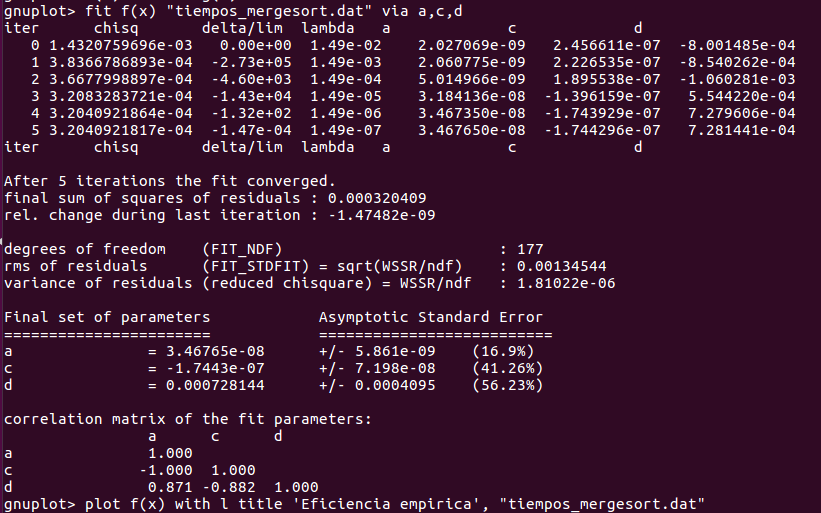 gnuplot> fit f(x) "tiempos_mergesort.dat" via a,c,d
iter      chisq       delta/lim  lambda   a             c             d
   0 1.4320759696e-03   0.00e+00  1.49e-02    2.027069e-09   2.456611e-07  -8.001485e-04
   1 3.8366786893e-04  -2.73e+05  1.49e-03    2.060775e-09   2.226535e-07  -8.540262e-04
   2 3.6677998897e-04  -4.60e+03  1.49e-04    5.014966e-09   1.895538e-07  -1.060281e-03
   3 3.2083283721e-04  -1.43e+04  1.49e-05    3.184136e-08  -1.396159e-07   5.544220e-04
   4 3.2040921864e-04  -1.32e+02  1.49e-06    3.467350e-08  -1.743929e-07   7.279606e-04
   5 3.2040921817e-04  -1.47e-04  1.49e-07    3.467650e-08  -1.744296e-07   7.281441e-04
iter      chisq       delta/lim  lambda   a             c             d
After 5 iterations the fit converged.
final sum of squares of residuals : 0.000320409
rel. change during last iteration : -1.47482e-09
degrees of freedom    (FIT_NDF)                        : 177
rms of residuals      (FIT_STDFIT) = sqrt(WSSR/ndf)    : 0.00134544
variance of residuals (reduced chisquare) = WSSR/ndf   : 1.81022e-06
Final set of parameters            Asymptotic Standard Error
=======================            ==========================
a               = 3.46765e-08      +/- 5.861e-09    (16.9%)
c               = -1.7443e-07      +/- 7.198e-08    (41.26%)
d               = 0.000728144      +/- 0.0004095    (56.23%)
correlation matrix of the fit parameters:
                a      c      d
a               1.000
c              -1.000  1.000
d               0.871 -0.882  1.000
gnuplot> plot f(x) with l title 'Eficiencia empirica', "tiempos_mergesort.dat"